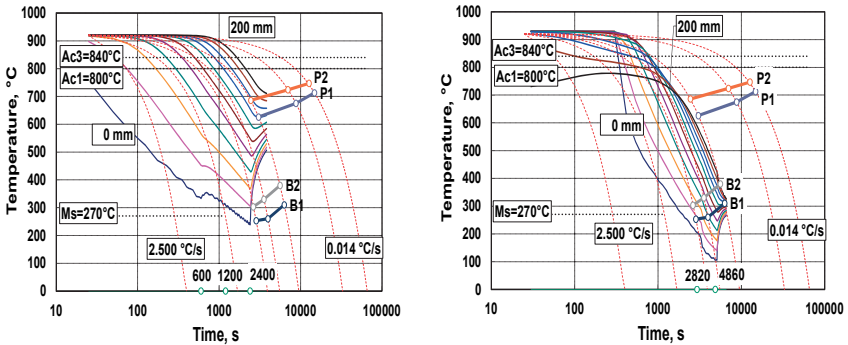 1000
900
800
700
600
500
400
300
200
100
0
Temperature, °C
200 mm
Ac3=840°C
Ac1=800°C
P2
P1
0 mm
B2
B1
Ms=270°C
2.500 °C/s
0.014 °C/s
600 1200 2400
10 100 1000 10000 100000
Time, s
1000
900
800
700
600
500
400
300
200
100
0
Temperature, °C
200 mm
Ac3=840°C
Ac1=800°C
P2
P1
0 mm
B2
B1
Ms=270°C
2.500 °C/s
0.014 °C/s
2820 4860
10 100 1000 10000 100000
Time, s